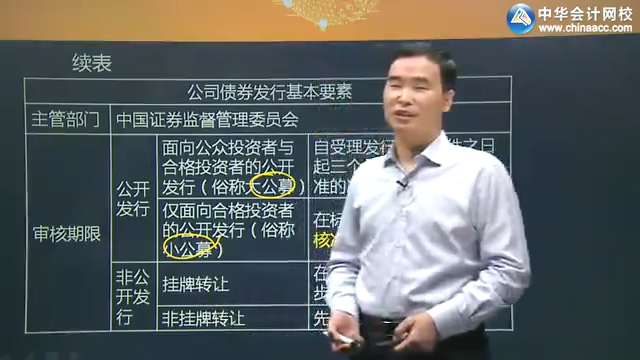 中华会计网校
www.chinaacc.com
续表
公司债券发行基本要素
主管部门
中国证券监督管理委员会
审核期限
公开
发行
面向公众投资者与
合格投资者的公开
发行（俗称大公募）
自受理发行
件之日
起三个
准的
仅面向合格投资者
的公开发行（俗称
小公募）
在
核
非公
开发
行
挂牌转让
在
步
非挂牌转让
先